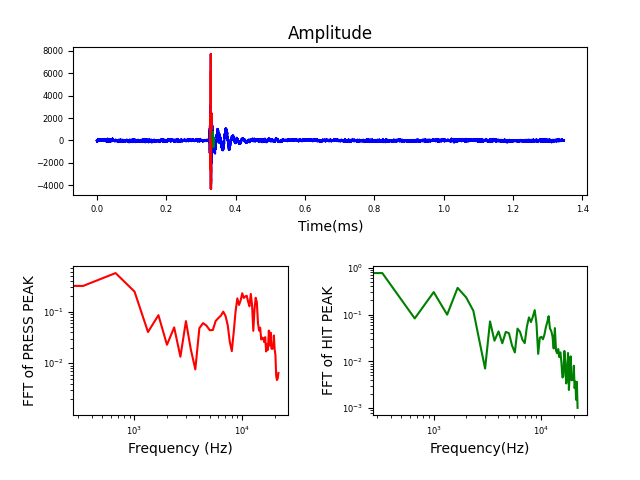 Amplitude
8000
6000
4000
2000
0
−2000
−4000
0.0 0.2 0.4 0.6 0.8 1.0 1.2 1.4
Time(ms)
FFT of PRESS PEAK
10⁻¹
10⁻²
10³ 10⁴
Frequency (Hz)
FFT of HIT PEAK
10⁰
10⁻¹
10⁻²
10⁻³
10³ 10⁴
Frequency(Hz)